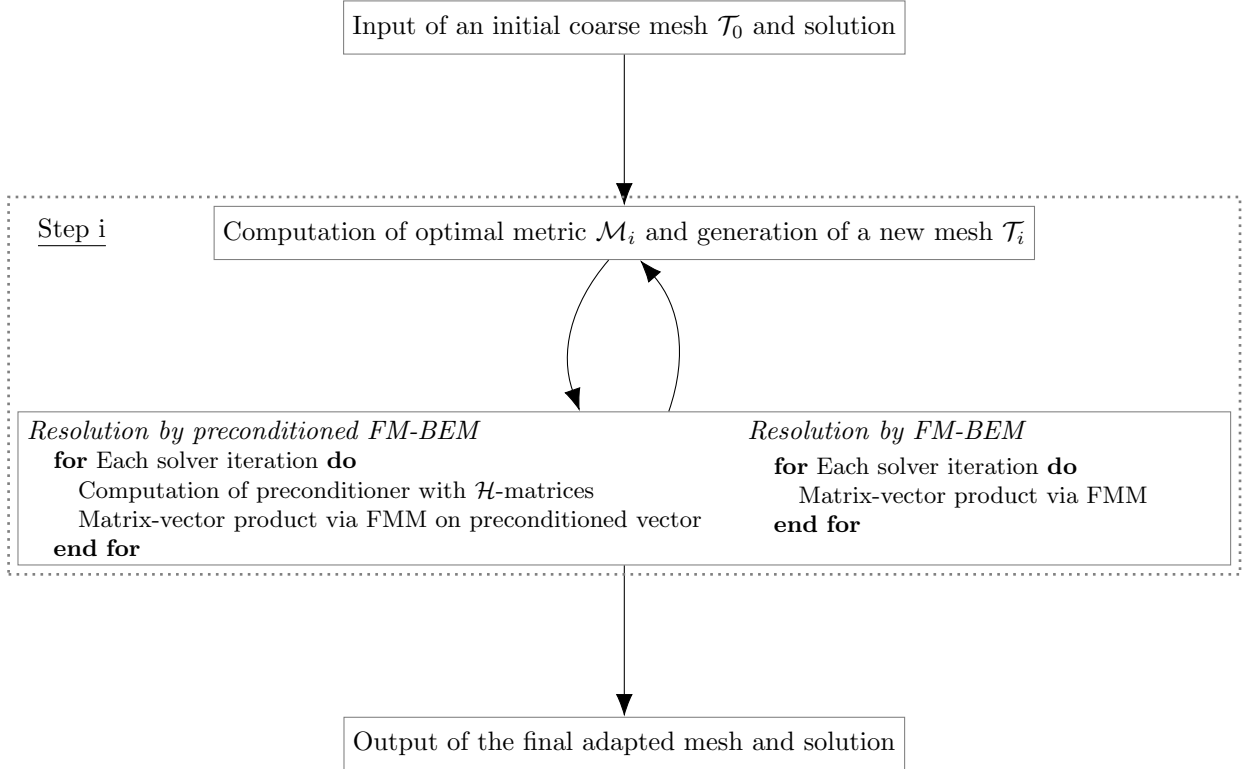 Input of an initial coarse mesh 𝒯₀ and solution
Step i
Computation of optimal metric ℳᵢ and generation of a new mesh 𝒯ᵢ
Resolution by preconditioned FM-BEM
for Each solver iteration do
Computation of preconditioner with ℋ-matrices
Matrix-vector product via FMM on preconditioned vector
end for
Resolution by FM-BEM
for Each solver iteration do
Matrix-vector product via FMM
end for
Output of the final adapted mesh and solution